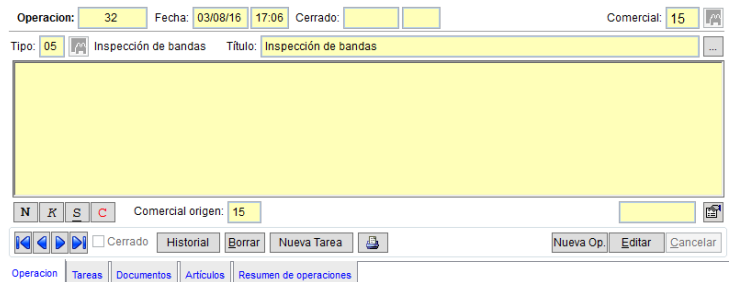 Operacion: 32 Fecha: 03/08/16 17:06 Cerrado: Comercial: 15
Tipo: 05 Inspección de bandas Título: Inspección de bandas ...
N K S C Comercial origen: 15
Cerrado Historial Borrar Nueva Tarea Nueva Op. Editar Cancelar
Operacion Tareas Documentos Artículos Resumen de operaciones